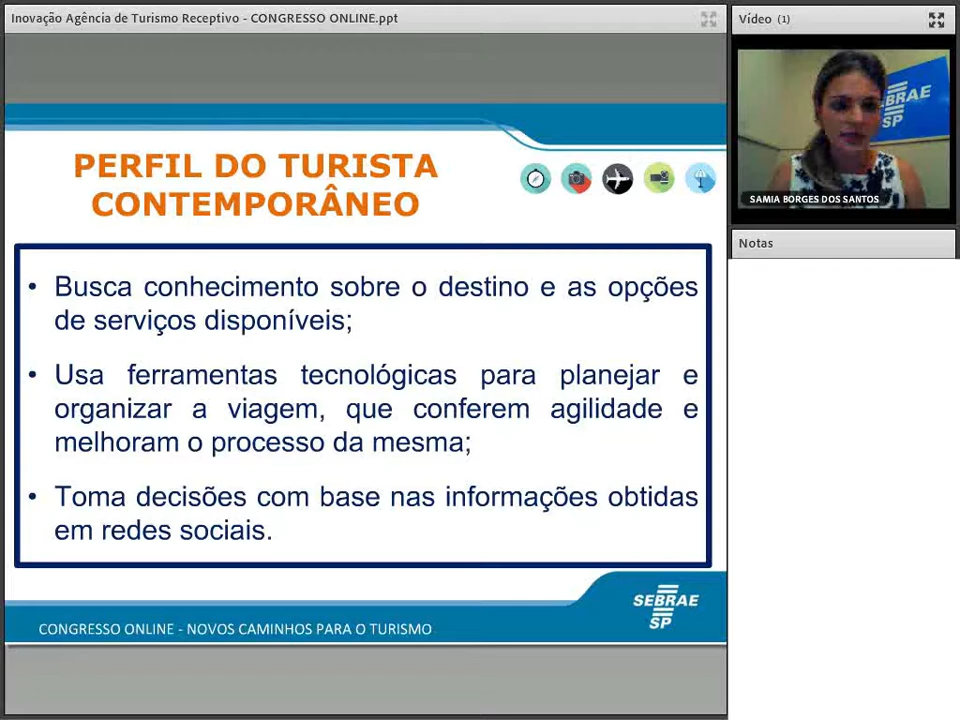 Inovação Agência de Turismo Receptivo - CONGRESSO ONLINE.ppt
PERFIL DO TURISTA
CONTEMPORÂNEO
• Busca conhecimento sobre o destino e as opções
de serviços disponíveis;
• Usa ferramentas tecnológicas para planejar e
organizar a viagem, que conferem agilidade e
melhoram o processo da mesma;
• Toma decisões com base nas informações obtidas
em redes sociais.
CONGRESSO ONLINE - NOVOS CAMINHOS PARA O TURISMO
SEBRAE
SP
Vídeo (1)
SEBRAE
SP
SAMIA BORGES DOS SANTOS
Notas